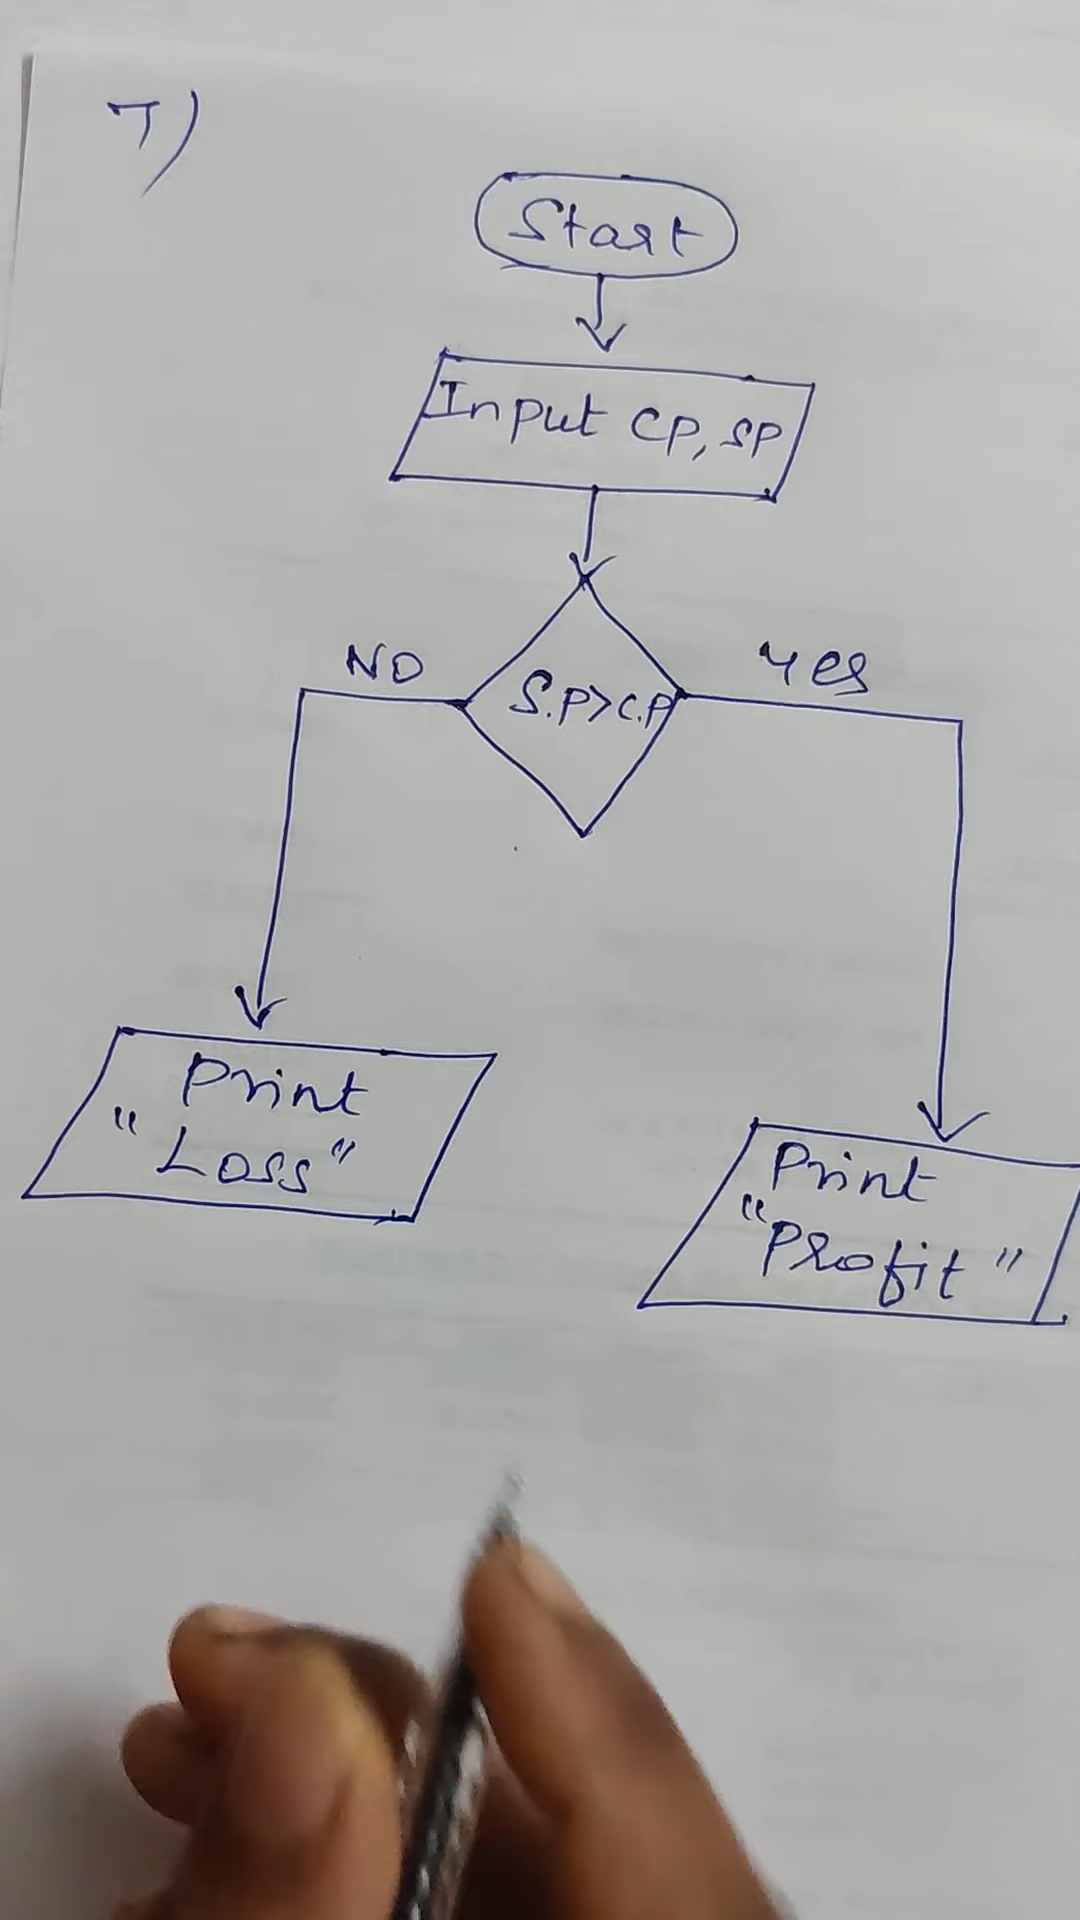 7)
Start
Input CP, SP
NO
S.P>C.P
Yes
Print
"Loss"
Print
"Profit"